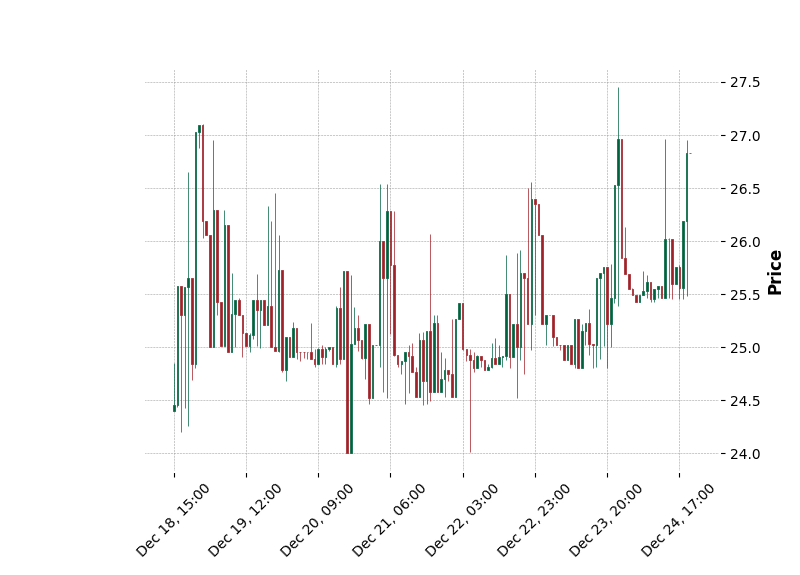 27.5
27.0
26.5
26.0
25.5
25.0
24.5
24.0
Price
Dec 18, 15:00
Dec 19, 12:00
Dec 20, 09:00
Dec 21, 06:00
Dec 22, 03:00
Dec 22, 23:00
Dec 23, 20:00
Dec 24, 17:00